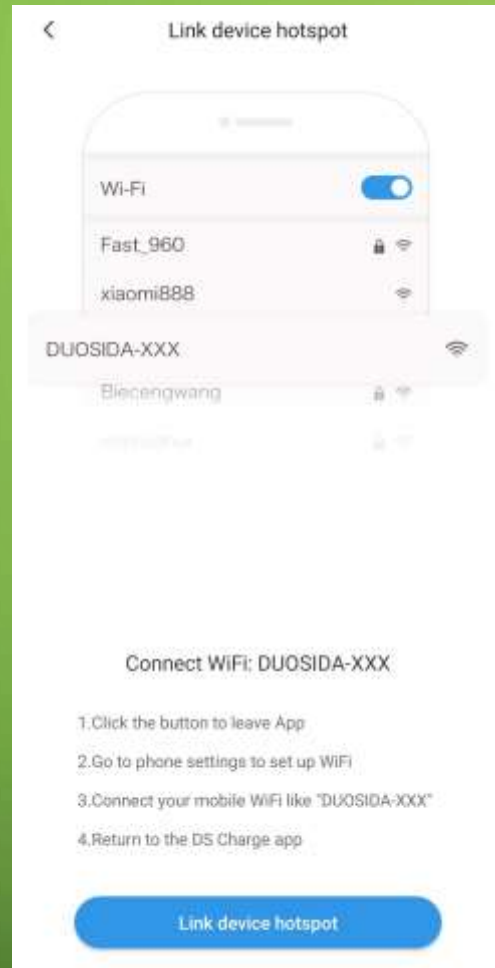 Link device hotspot
Wi-Fi
Fast_960
xiaomi888
DUOSIDA-XXX
Biecengwang
Connect WiFi: DUOSIDA-XXX
1.Click the button to leave App
2.Go to phone settings to set up WiFi
3.Connect your mobile WiFi like "DUOSIDA-XXX"
4.Return to the DS Charge app
Link device hotspot